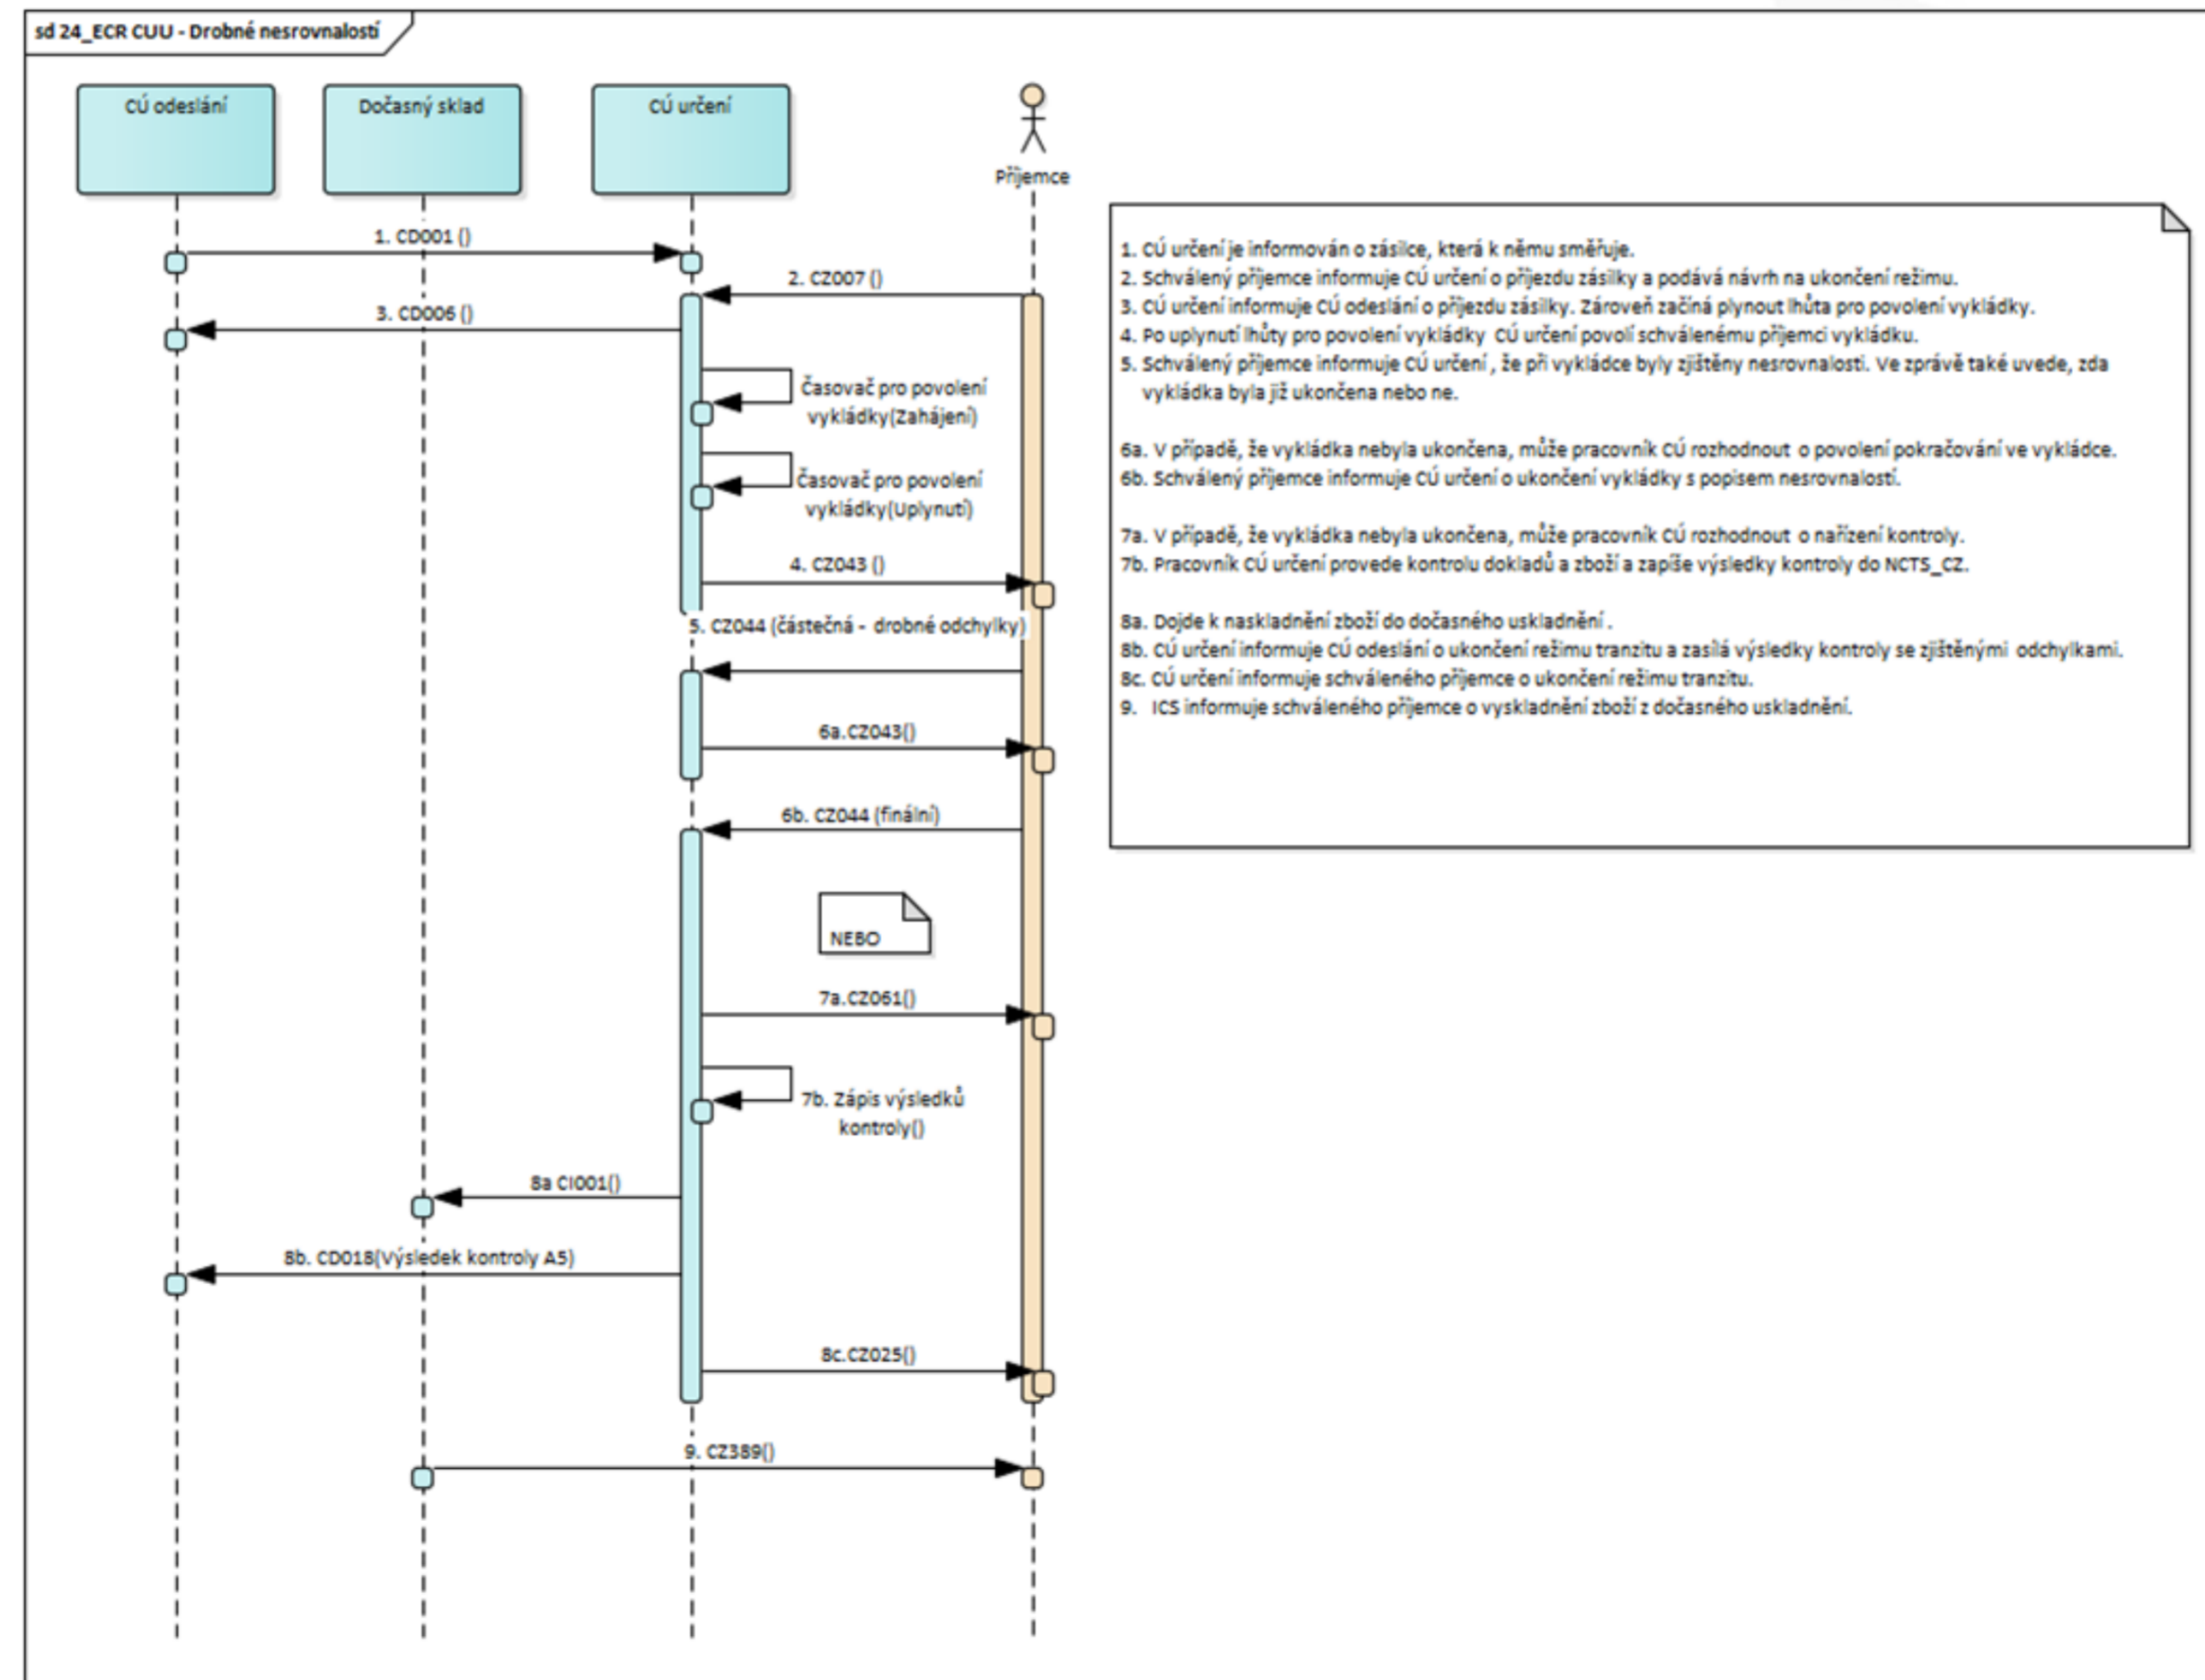 sd 24_ECR CUU - Drobné nesrovnalostí
CÚ odeslání
Dočasný sklad
CÚ určení
Příjemce
1. CD001 ()
2. CZ007 ()
3. CD006 ()
Časovač pro povolení
vykládky(Zahájení)
Časovač pro povolení
vykládky(Uplynutí)
4. CZ043 ()
5. CZ044 (částečná - drobné odchylky)
6a.CZ043()
6b. CZ044 (finální)
NEBO
7a.CZ061()
7b. Zápis výsledků
kontroly()
8a CI001()
8b. CD018(Výsledek kontroly A5)
8c.CZ025()
9. CZ389()
1. CÚ určení je informován o zásilce, která k němu směřuje.
2. Schválený příjemce informuje CÚ určení o příjezdu zásilky a podává návrh na ukončení režimu.
3. CÚ určení informuje CÚ odeslání o příjezdu zásilky. Zároveň začíná plynout lhůta pro povolení vykládky.
4. Po uplynutí lhůty pro povolení vykládky CÚ určení povolí schválenému příjemci vykládku.
5. Schválený příjemce informuje CÚ určení , že při vykládce byly zjištěny nesrovnalosti. Ve zprávě také uvede, zda
vykládka byla již ukončena nebo ne.
6a. V případě, že vykládka nebyla ukončena, může pracovník CÚ rozhodnout o povolení pokračování ve vykládce.
6b. Schválený příjemce informuje CÚ určení o ukončení vykládky s popisem nesrovnalostí.
7a. V případě, že vykládka nebyla ukončena, může pracovník CÚ rozhodnout o nařízení kontroly.
7b. Pracovník CÚ určení provede kontrolu dokladů a zboží a zapíše výsledky kontroly do NCTS_CZ.
8a. Dojde k naskladnění zboží do dočasného uskladnění .
8b. CÚ určení informuje CÚ odeslání o ukončení režimu tranzitu a zasílá výsledky kontroly se zjištěnými odchylkami.
8c. CÚ určení informuje schváleného příjemce o ukončení režimu tranzitu.
9. ICS informuje schváleného příjemce o vyskladnění zboží z dočasného uskladnění.